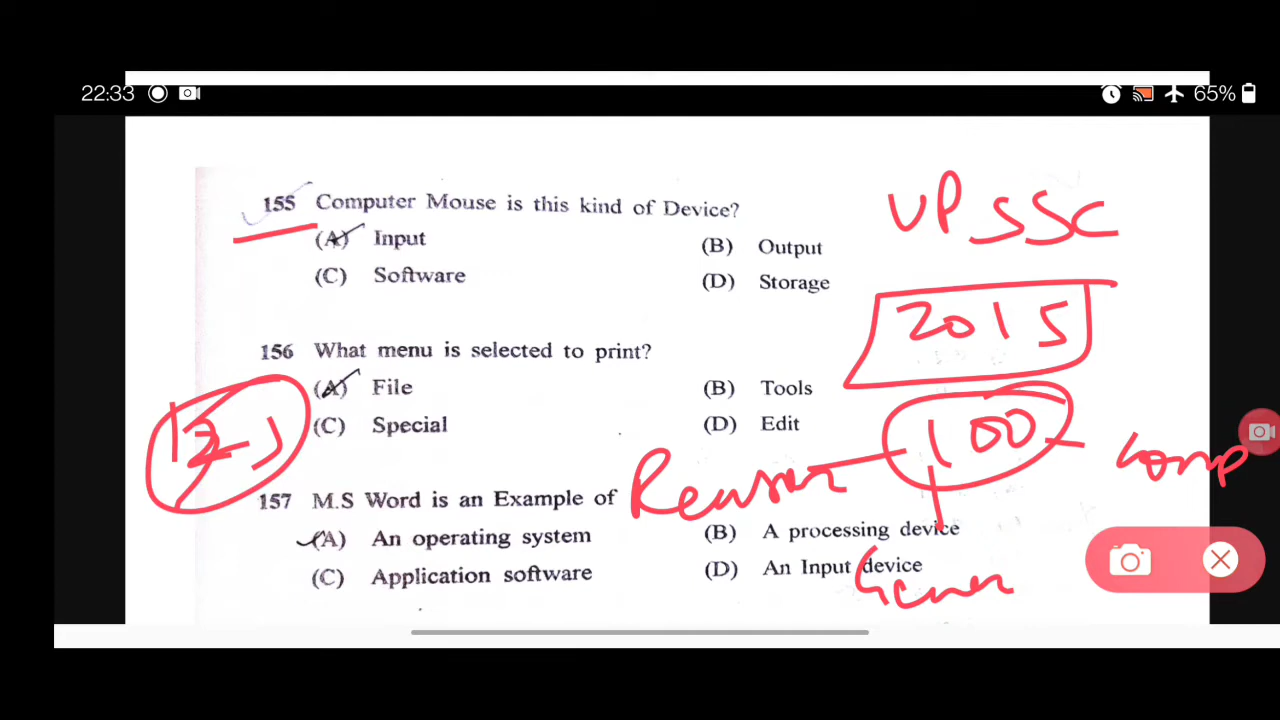 22:33 65%
155 Computer Mouse is this kind of Device?
(A) Input (B) Output
(C) Software (D) Storage
UPSSC
2015
156 What menu is selected to print?
(A) File (B) Tools
(C) Special (D) Edit
100
157 M.S Word is an Example of
(A) An operating system (B) A processing device
(C) Application software (D) An Input device